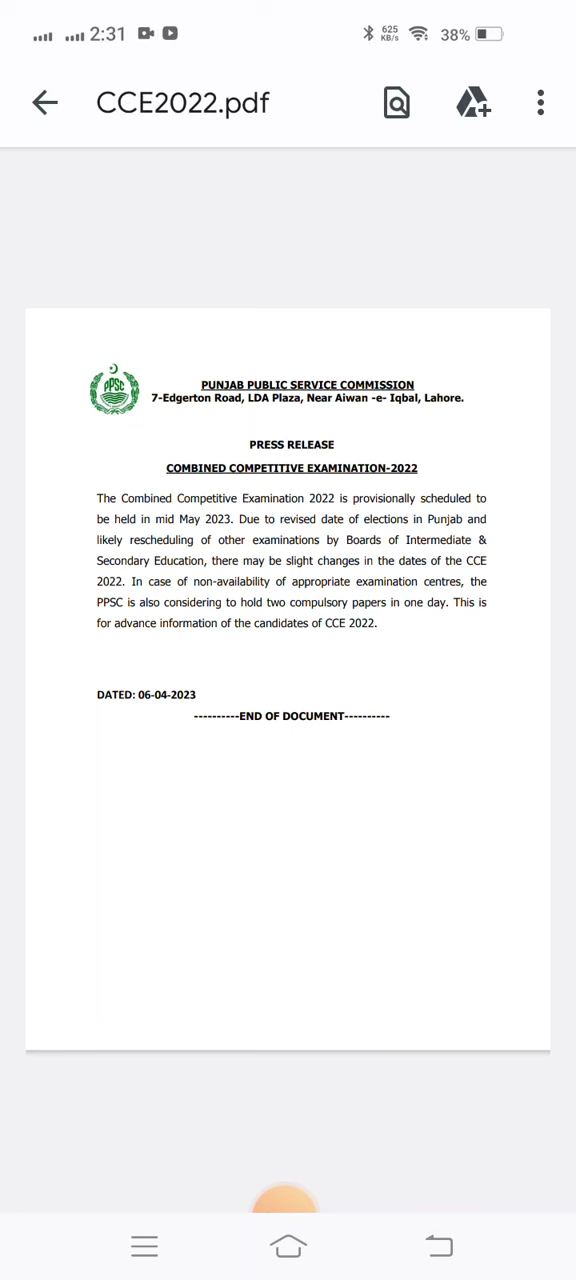 2:31 625 KB/s 38%
CCE2022.pdf
PPSC
PUNJAB PUBLIC SERVICE COMMISSION
7-Edgerton Road, LDA Plaza, Near Aiwan -e- Iqbal, Lahore.
PRESS RELEASE
COMBINED COMPETITIVE EXAMINATION-2022
The Combined Competitive Examination 2022 is provisionally scheduled to
be held in mid May 2023. Due to revised date of elections in Punjab and
likely rescheduling of other examinations by Boards of Intermediate &
Secondary Education, there may be slight changes in the dates of the CCE
2022. In case of non-availability of appropriate examination centres, the
PPSC is also considering to hold two compulsory papers in one day. This is
for advance information of the candidates of CCE 2022.
DATED: 06-04-2023
----------END OF DOCUMENT----------